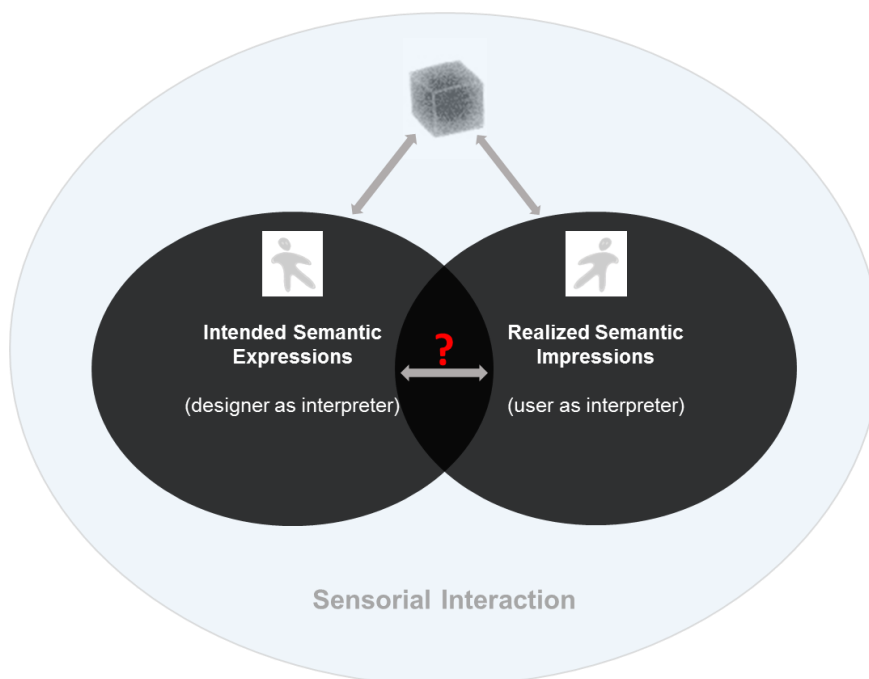 Intended Semantic
Expressions
(designer as interpreter)
?
Realized Semantic
Impressions
(user as interpreter)
Sensorial Interaction